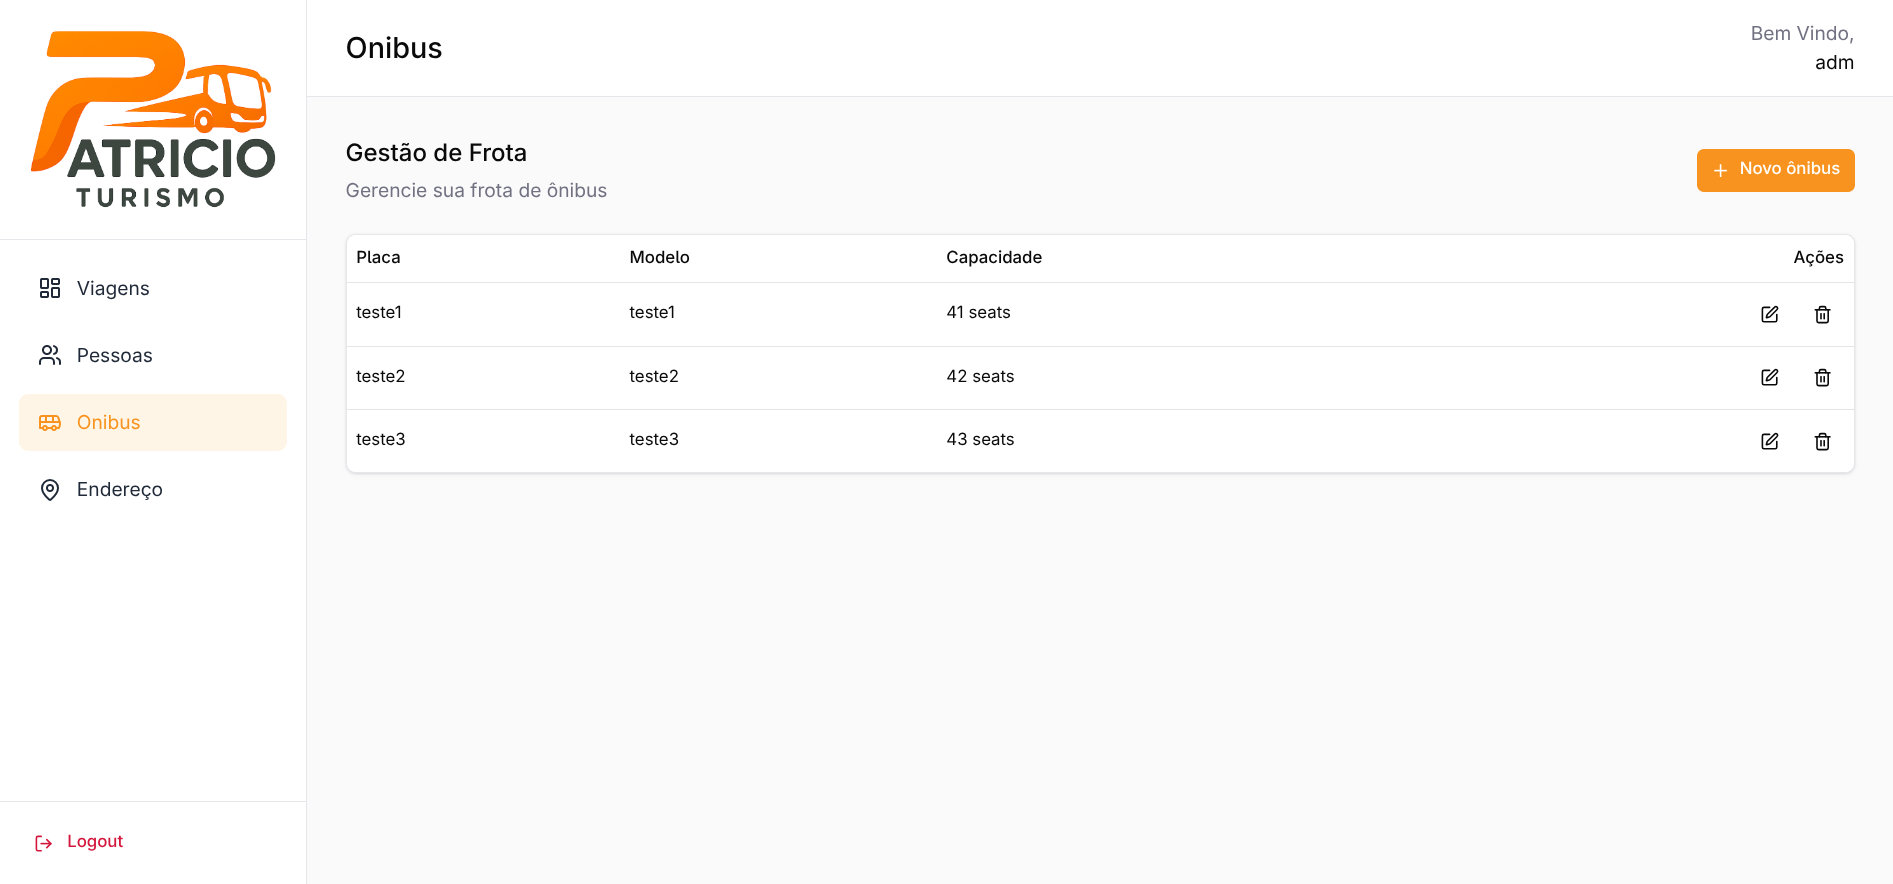 PATRICIO
TURISMO
Viagens
Pessoas
Onibus
Endereço
Logout
Onibus
Bem Vindo,
adm
Gestão de Frota
Gerencie sua frota de ônibus
Novo ônibus
Placa Modelo Capacidade Ações
teste1 teste1 41 seats
teste2 teste2 42 seats
teste3 teste3 43 seats